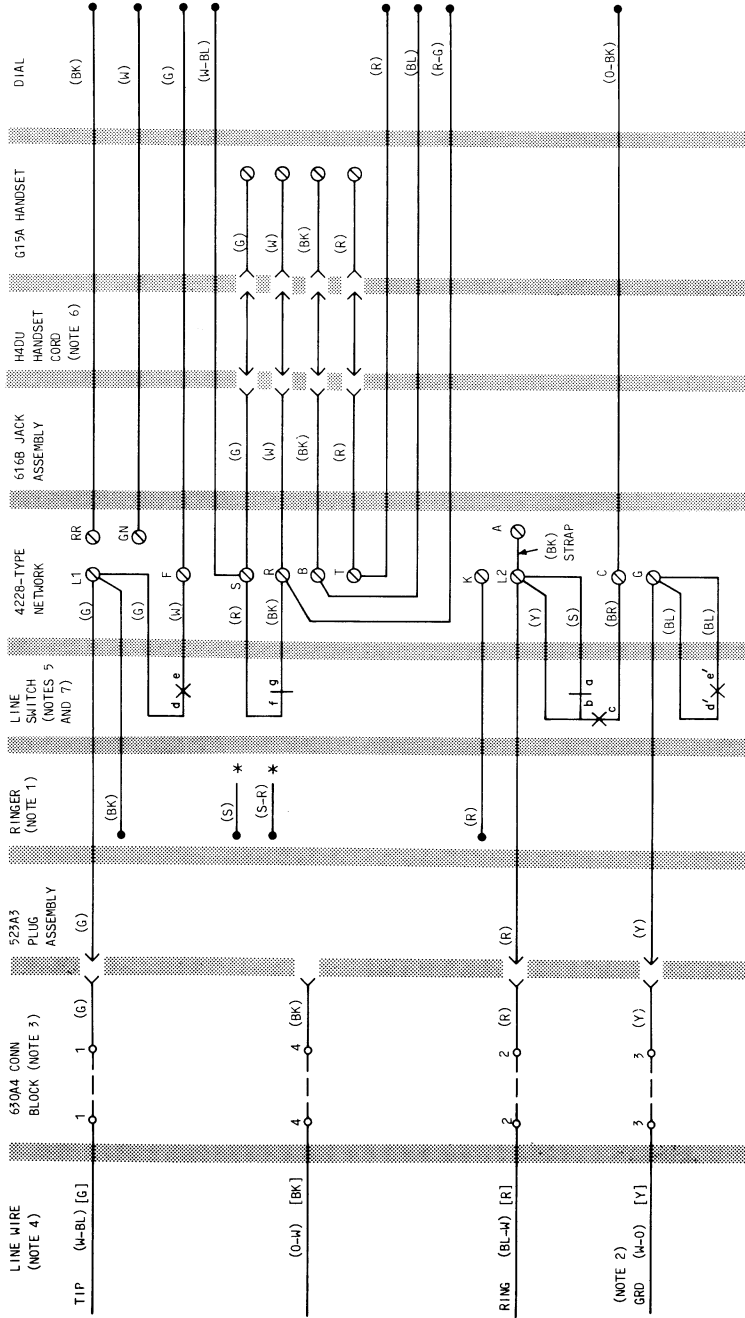 LINE WIRE
(NOTE 4)
630A4 CONN
BLOCK (NOTE 3)
523A3
PLUG
ASSEMBLY
RINGER
(NOTE 1)
LINE
SWITCH
(NOTES 5
AND 7)
4228-TYPE
NETWORK
616B JACK
ASSEMBLY
H4DU
HANDSET
CORD
(NOTE 6)
G15A HANDSET
DIAL
TIP (W-BL) [G]
1
1
(G)
(G)
(G)
L1
RR
(BK)
(BK)
(G)
GN
(W)
d
e
(W)
F
(G)
(W-BL)
(S)
*
(R)
S
(G)
(G)
(S-R)
*
f
g
(BK)
R
(W)
(W)
(O-W) [BK]
4
4
(BK)
B
(BK)
(BK)
T
(R)
(R)
(R)
(BL)
(R-G)
(R)
K
RING (BL-W) [R]
2
2
(R)
(R)
L2
A
(Y)
(BK)
STRAP
(S)
b
a
c
(BR)
C
(O-BK)
(NOTE 2)
GRD (W-O) [Y]
3
3
(Y)
(Y)
G
(BL)
(BL)
d'
e'